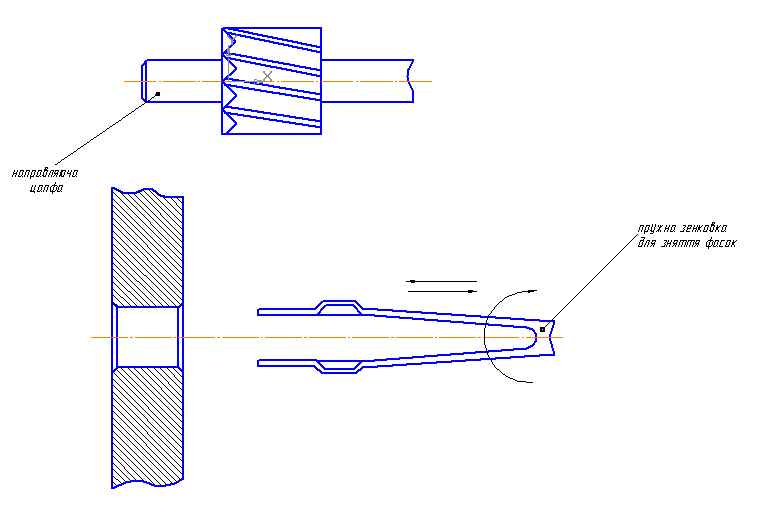 направляюча
цапфа
X
пружна зенковка
для зняття фасок